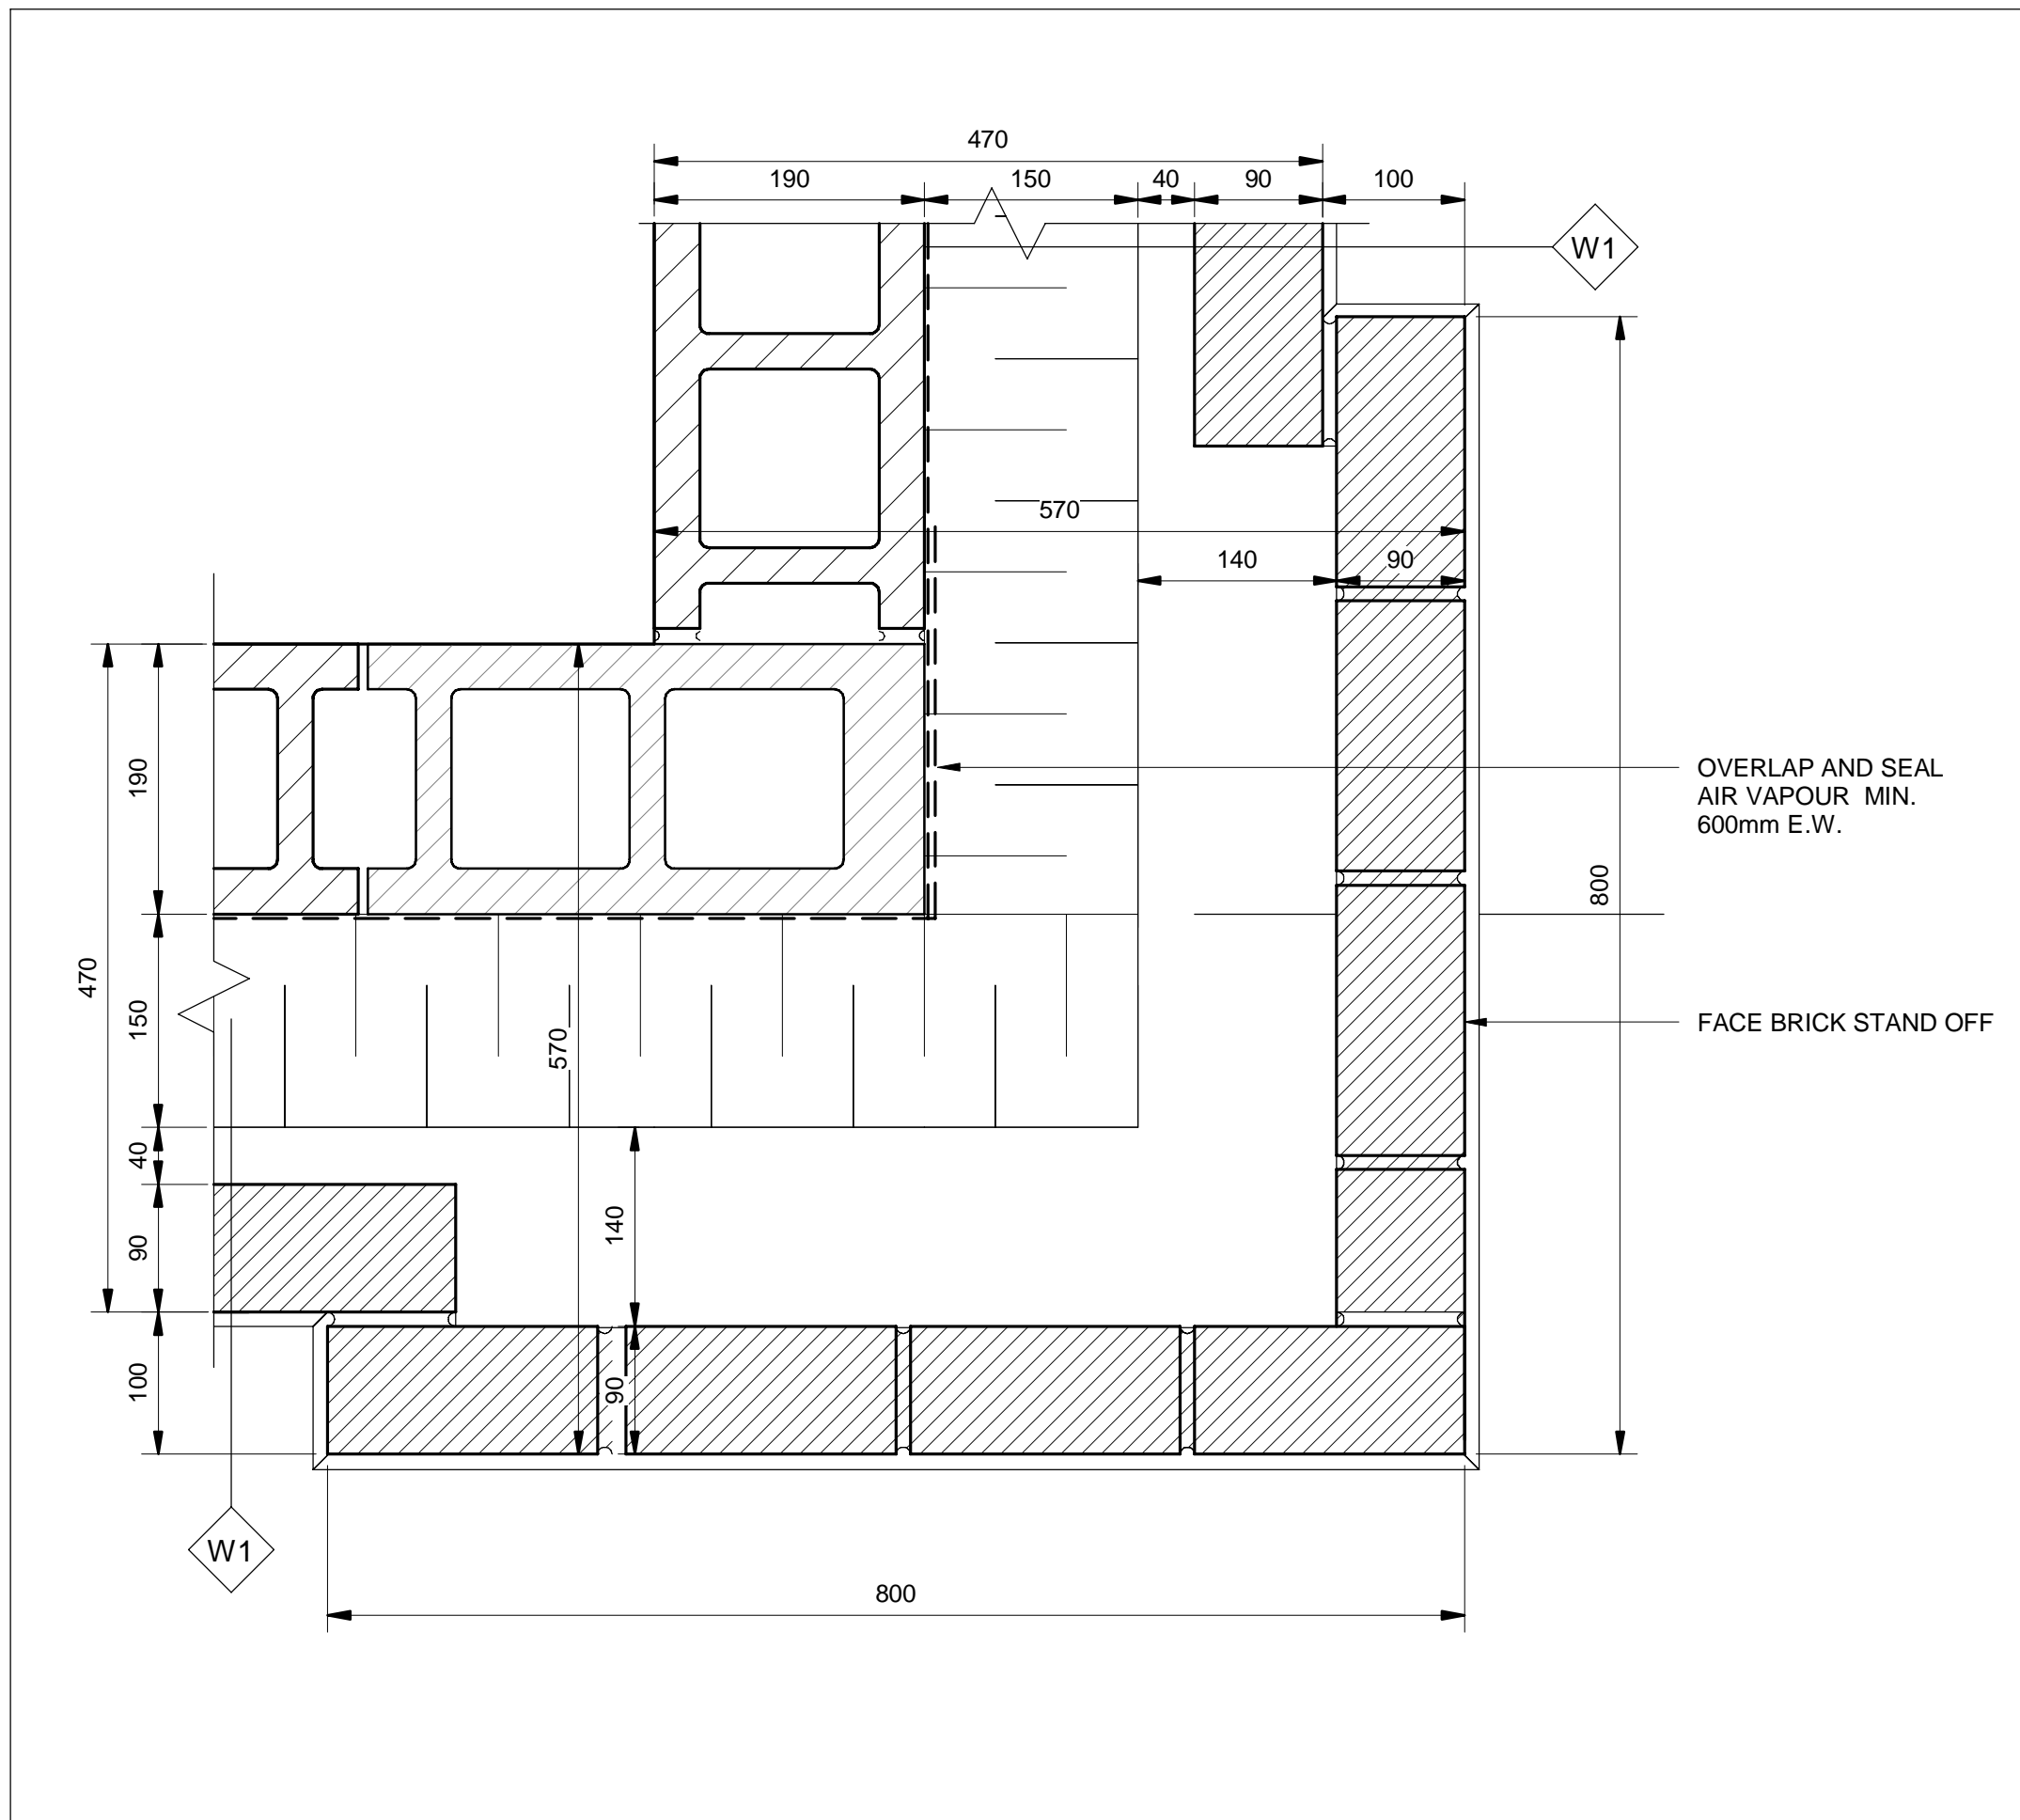 470
190 150 40 90 100
W1
570
140 90
190
OVERLAP AND SEAL
AIR VAPOUR MIN.
600mm E.W.
800
470
150
570
FACE BRICK STAND OFF
40
90
140
100
90
W1
800